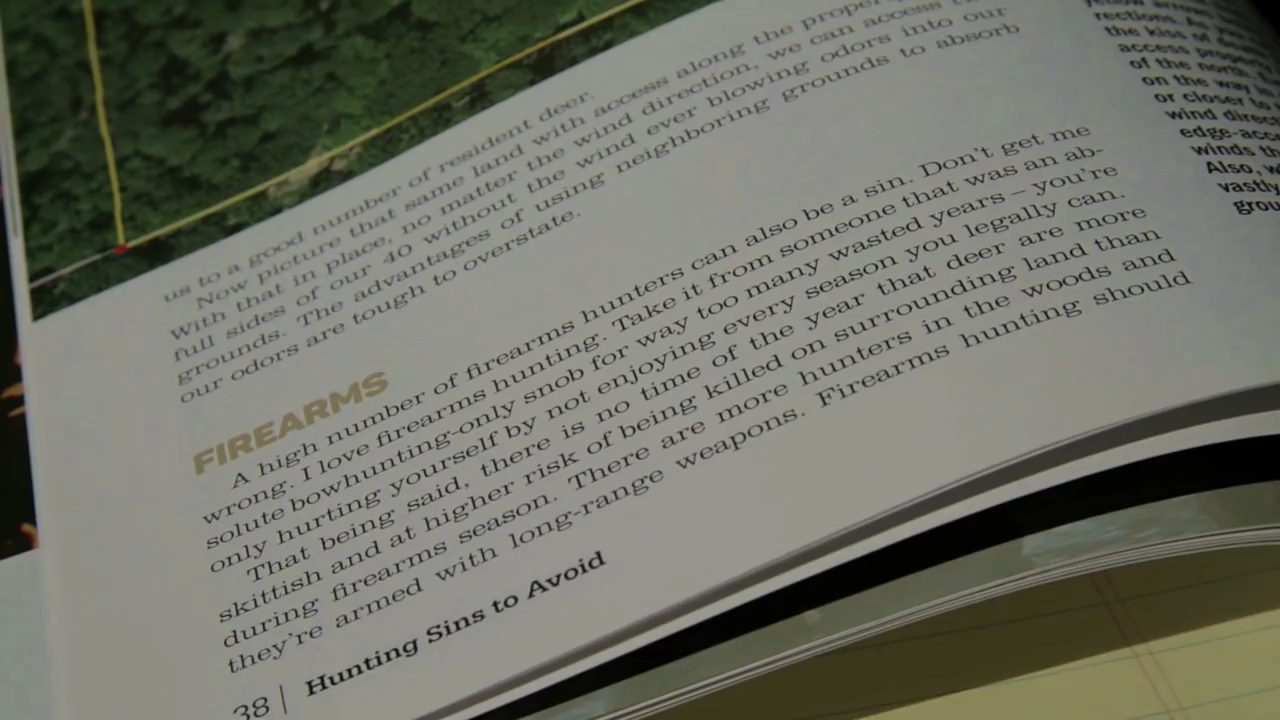 us to a good number of resident deer.
Now picture that same land with access along the
With that in place, no matter the wind direction, we can access
full sides of our 40 without the wind ever blowing odors into our
grounds. The advantages of using neighboring grounds to absorb
our odors are tough to overstate.
FIREARMS
A high number of firearms hunters can also be a sin. Don't get me
wrong. I love firearms hunting. Take it from someone that was an ab-
solute bowhunting-only snob for way too many wasted years – you're
only hurting yourself by not enjoying every season you legally can.
That being said, there is no time of the year that deer are more
skittish and at higher risk of being killed on surrounding land than
during firearms season. There are more hunters in the woods and
they're armed with long-range weapons. Firearms hunting should
38 | Hunting Sins to Avoid
the kiss of
access
of the north
on the way
or closer to
wind
winds
Also,
vastly